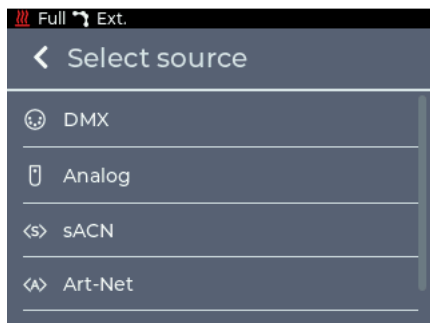 Full Ext.
Select source
DMX
Analog
<S> sACN
<A> Art-Net